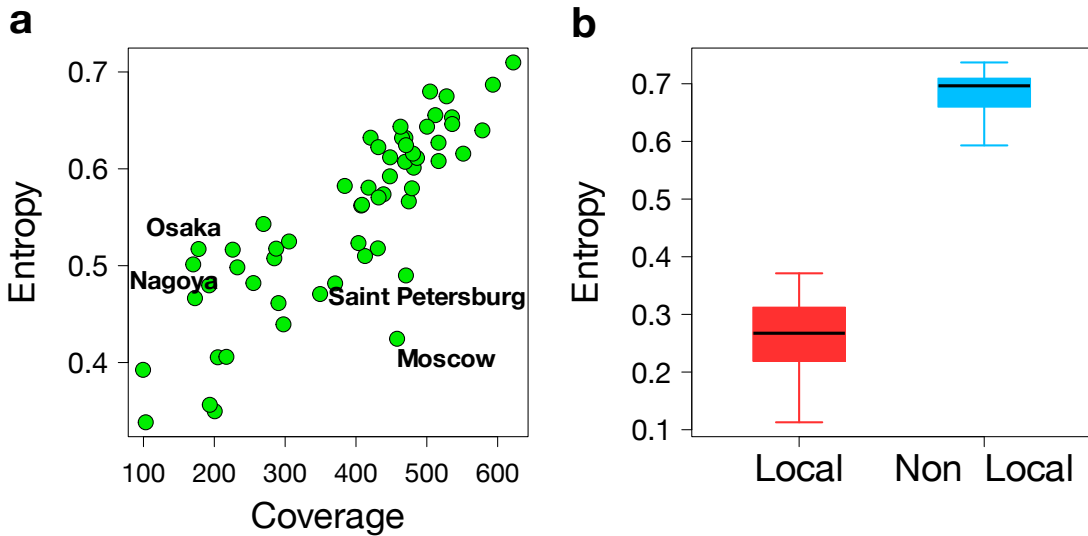 a
Entropy
0.7
0.6
0.5
0.4
Osaka
Nagoya
Saint Petersburg
Moscow
100 200 300 400 500 600
Coverage
b
Entropy
0.7
0.6
0.5
0.4
0.3
0.2
0.1
Local Non Local